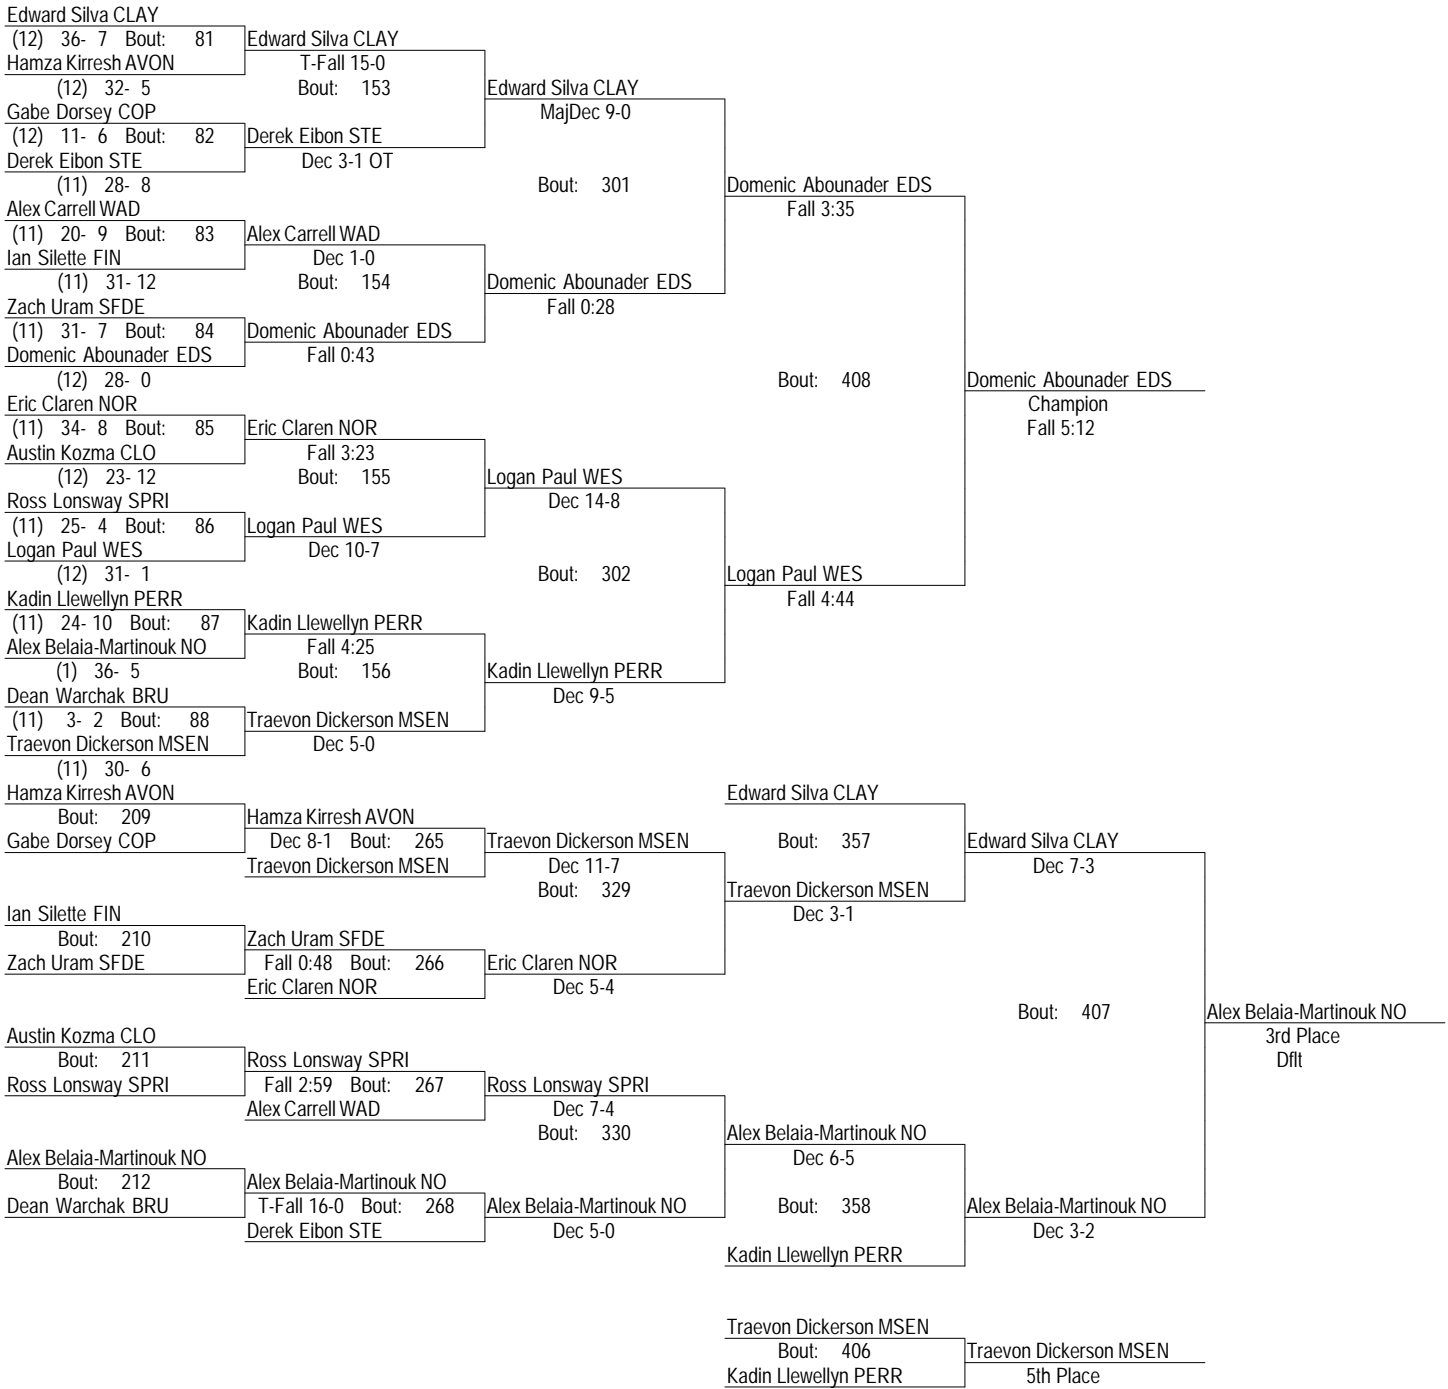 Edward Silva CLAY
(12) 36- 7 Bout: 81 Edward Silva CLAY
Hamza Kirresh AVON T-Fall 15-0
(12) 32- 5 Bout: 153 Edward Silva CLAY
Gabe Dorsey COP MajDec 9-0
(12) 11- 6 Bout: 82 Derek Eibon STE
Derek Eibon STE Dec 3-1 OT
(11) 28- 8 Bout: 301 Domenic Abounader EDS
Alex Carrell WAD Fall 3:35
(11) 20- 9 Bout: 83 Alex Carrell WAD
Ian Silette FIN Dec 1-0
(11) 31- 12 Bout: 154 Domenic Abounader EDS
Zach Uram SFDE Fall 0:28
(11) 31- 7 Bout: 84 Domenic Abounader EDS
Domenic Abounader EDS Fall 0:43
(12) 28- 0 Bout: 408 Domenic Abounader EDS
Eric Claren NOR Champion
(11) 34- 8 Bout: 85 Eric Claren NOR Fall 5:12
Austin Kozma CLO Fall 3:23
(12) 23- 12 Bout: 155 Logan Paul WES
Ross Lonsway SPRI Dec 14-8
(11) 25- 4 Bout: 86 Logan Paul WES
Logan Paul WES Dec 10-7
(12) 31- 1 Bout: 302 Logan Paul WES
Kadin Llewellyn PERR Fall 4:44
(11) 24- 10 Bout: 87 Kadin Llewellyn PERR
Alex Belaia-Martinouk NO Fall 4:25
(1) 36- 5 Bout: 156 Kadin Llewellyn PERR
Dean Warchak BRU Dec 9-5
(11) 3- 2 Bout: 88 Traevon Dickerson MSEN
Traevon Dickerson MSEN Dec 5-0
(11) 30- 6
Hamza Kirresh AVON Edward Silva CLAY
Bout: 209 Hamza Kirresh AVON
Gabe Dorsey COP Dec 8-1 Bout: 265 Traevon Dickerson MSEN Bout: 357 Edward Silva CLAY
Traevon Dickerson MSEN Dec 11-7 Dec 7-3
Bout: 329 Traevon Dickerson MSEN
Ian Silette FIN Dec 3-1
Bout: 210 Zach Uram SFDE
Zach Uram SFDE Fall 0:48 Bout: 266 Eric Claren NOR
Eric Claren NOR Dec 5-4
Bout: 407 Alex Belaia-Martinouk NO
Austin Kozma CLO 3rd Place
Bout: 211 Ross Lonsway SPRI Dflt
Ross Lonsway SPRI Fall 2:59 Bout: 267 Ross Lonsway SPRI
Alex Carrell WAD Dec 7-4
Bout: 330 Alex Belaia-Martinouk NO
Alex Belaia-Martinouk NO Dec 6-5
Bout: 212 Alex Belaia-Martinouk NO
Dean Warchak BRU T-Fall 16-0 Bout: 268 Alex Belaia-Martinouk NO Bout: 358 Alex Belaia-Martinouk NO
Derek Eibon STE Dec 5-0 Dec 3-2
Kadin Llewellyn PERR
Traevon Dickerson MSEN
Bout: 406 Traevon Dickerson MSEN
Kadin Llewellyn PERR 5th Place